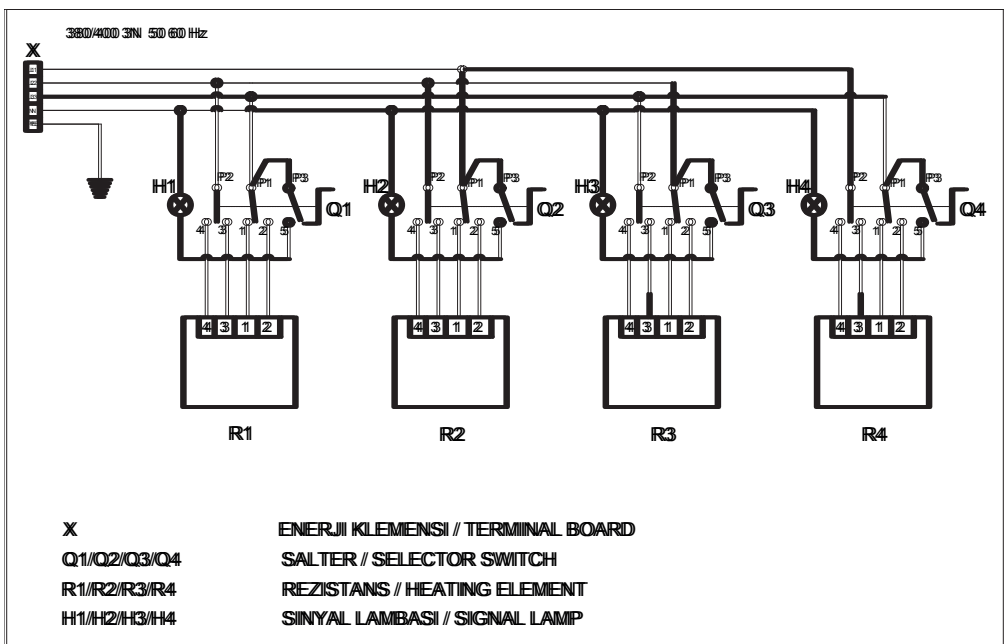 380/400 3N 50 60 Hz
X
H1 P2 P1 P3 Q1 H2 P2 P1 P3 Q2 H3 P2 P1 P3 Q3 H4 P2 P1 P3 Q4
4 3 1 2 5 4 3 1 2 5 4 3 1 2 5 4 3 1 2 5
4 3 1 2 4 3 1 2 4 3 1 2 4 3 1 2
R1 R2 R3 R4
X ENERJI KLEMENSI / TERMINAL BOARD
Q1/Q2/Q3/Q4 SALTER / SELECTOR SWITCH
R1/R2/R3/R4 REZISTANS / HEATING ELEMENT
H1/H2/H3/H4 SINYAL LAMBASI / SIGNAL LAMP